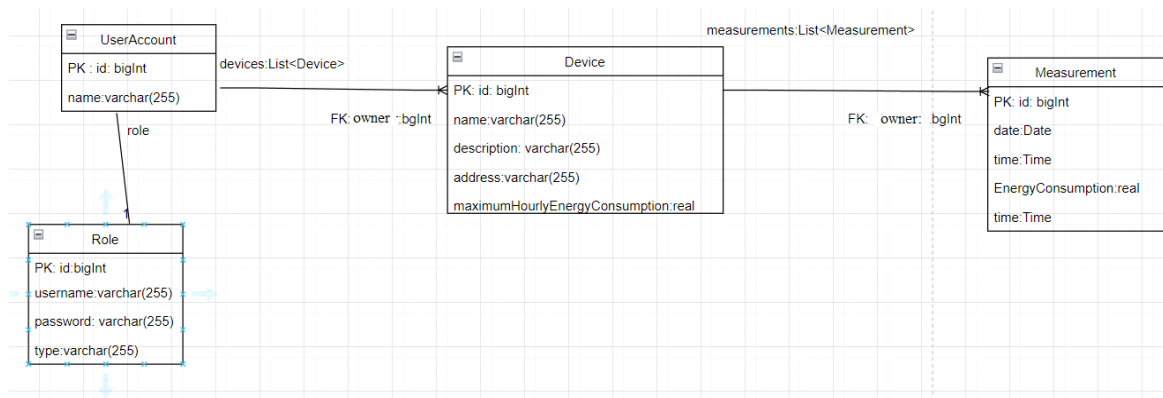 UserAccount
PK : id: bigInt
name:varchar(255)
devices:List<Device>
FK: owner :bgInt
role
1
Role
PK: id:bigInt
username:varchar(255)
password: varchar(255)
type:varchar(255)
Device
PK: id: bigInt
name:varchar(255)
description: varchar(255)
address:varchar(255)
maximumHourlyEnergyConsumption:real
measurements:List<Measurement>
FK: owner: bgInt
Measurement
PK: id: bigInt
date:Date
time:Time
EnergyConsumption:real
time:Time